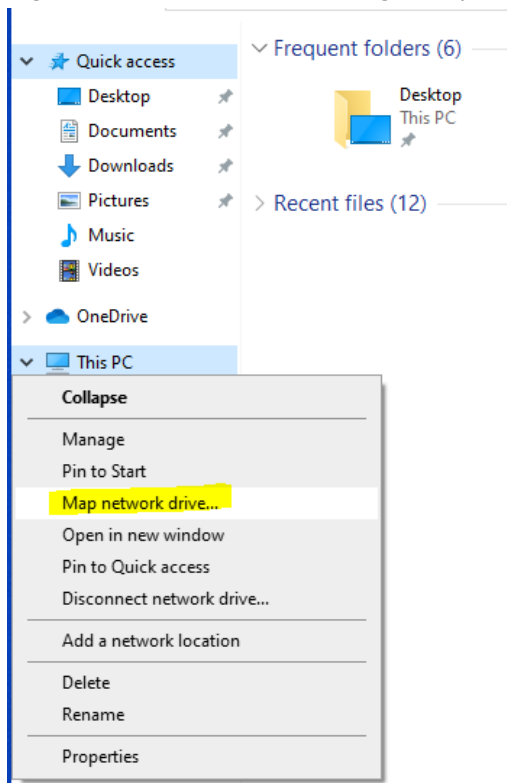 Quick access
Desktop
Documents
Downloads
Pictures
Music
Videos
OneDrive
This PC
Frequent folders (6)
Desktop
This PC
Recent files (12)
Collapse
Manage
Pin to Start
Map network drive...
Open in new window
Pin to Quick access
Disconnect network drive...
Add a network location
Delete
Rename
Properties